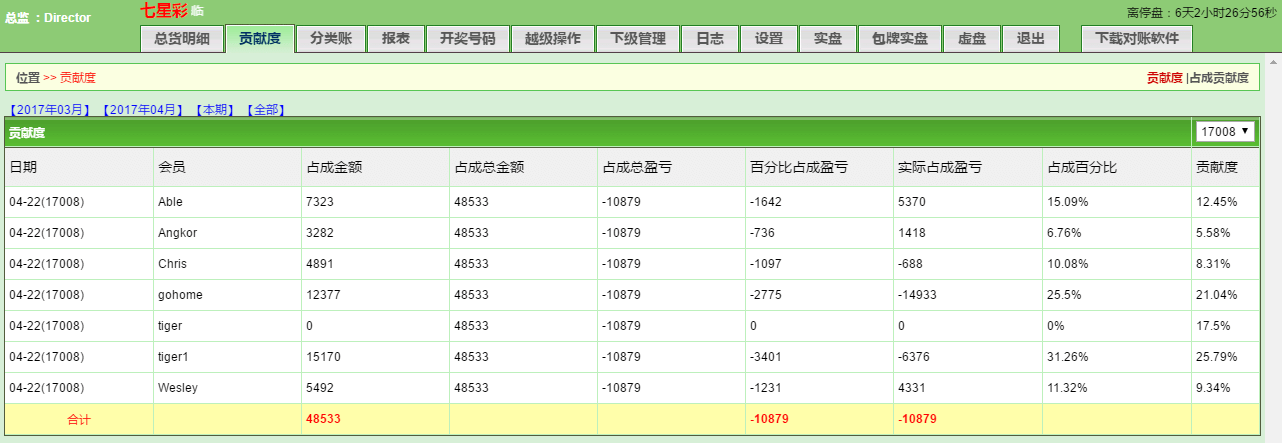 总监 ：Director
七星彩 临
离停盘：6天2小时26分56秒
总货明细 贡献度 分类账 报表 开奖号码 越级操作 下级管理 日志 设置 实盘 包牌实盘 虚盘 退出 下载对账软件
位置 >> 贡献度
贡献度 |占成贡献度
【2017年03月】 【2017年04月】 【本期】 【全部】
贡献度 17008
日期 会员 占成金额 占成总金额 占成总盈亏 百分比占成盈亏 实际占成盈亏 占成百分比 贡献度
04-22(17008) Able 7323 48533 -10879 -1642 5370 15.09% 12.45%
04-22(17008) Angkor 3282 48533 -10879 -736 1418 6.76% 5.58%
04-22(17008) Chris 4891 48533 -10879 -1097 -688 10.08% 8.31%
04-22(17008) gohome 12377 48533 -10879 -2775 -14933 25.5% 21.04%
04-22(17008) tiger 0 48533 -10879 0 0 0% 17.5%
04-22(17008) tiger1 15170 48533 -10879 -3401 -6376 31.26% 25.79%
04-22(17008) Wesley 5492 48533 -10879 -1231 4331 11.32% 9.34%
合计 48533 -10879 -10879